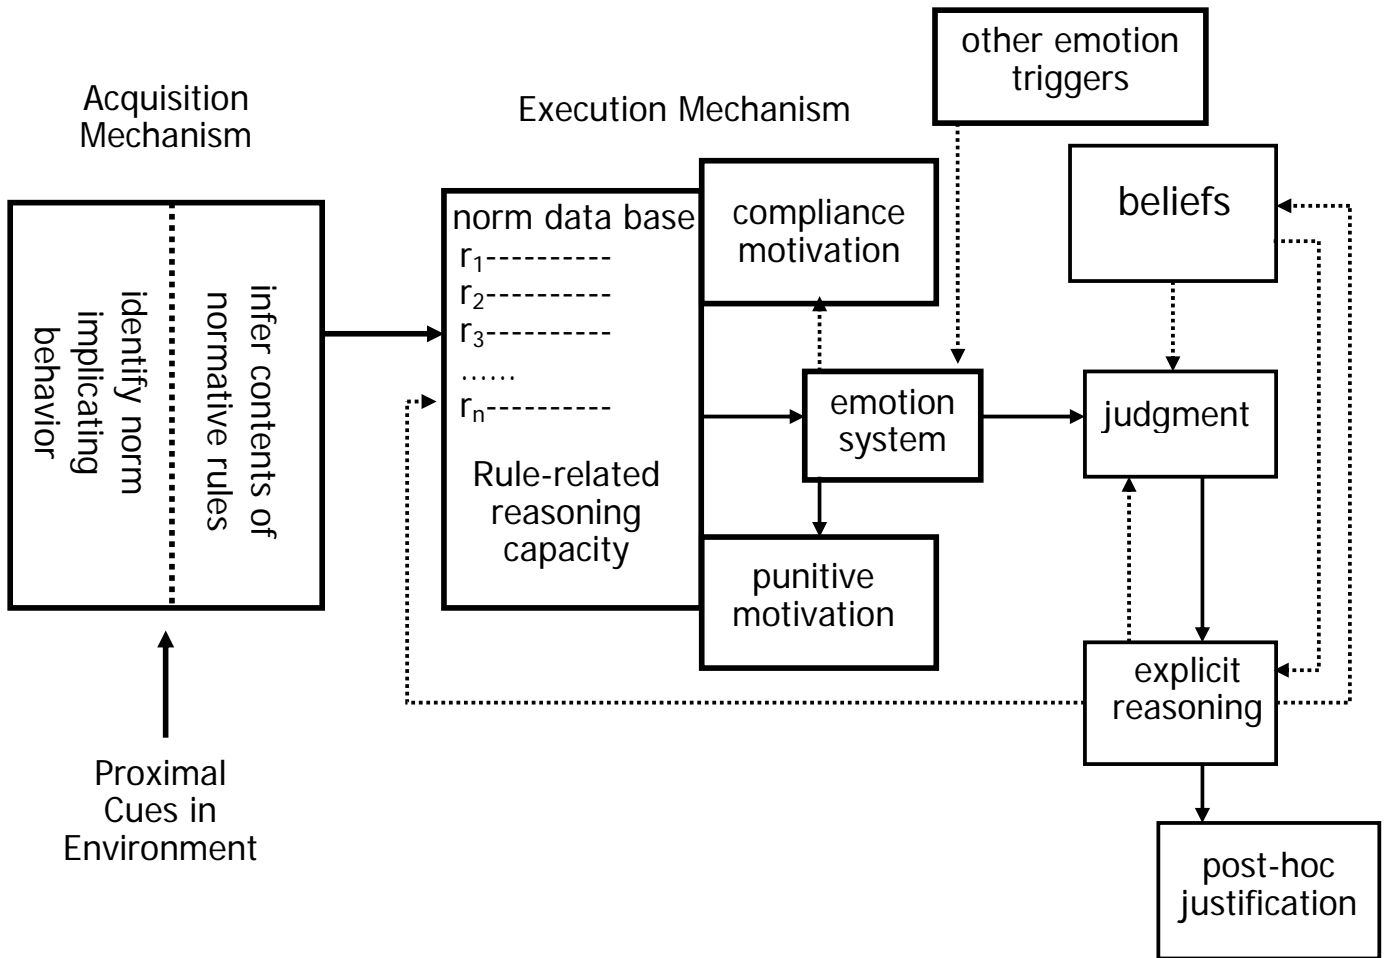 Acquisition
Mechanism
identify norm
implicating
behavior
infer contents of
normative rules
Proximal
Cues in
Environment
Execution Mechanism
norm data base
r₁----------
r₂----------
r₃----------
......
rₙ----------
Rule-related
reasoning
capacity
compliance
motivation
emotion
system
punitive
motivation
other emotion
triggers
beliefs
judgment
explicit
reasoning
post-hoc
justification